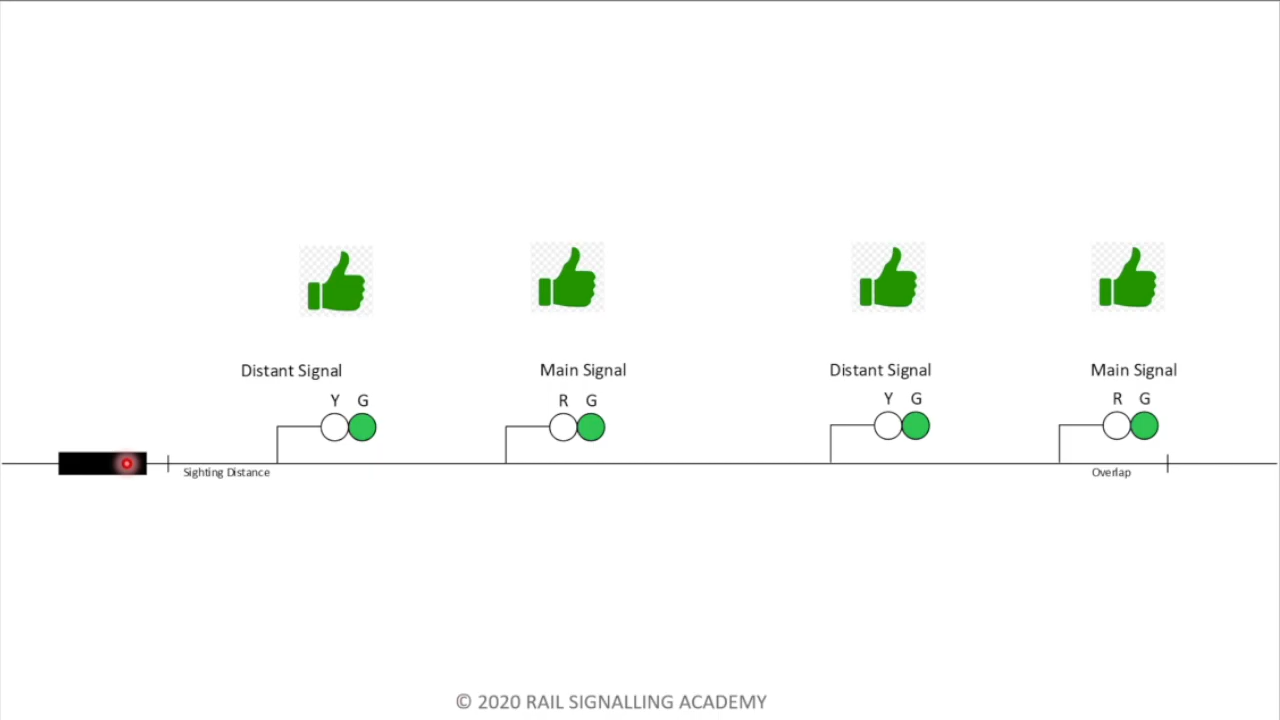 Distant Signal
Main Signal
Distant Signal
Main Signal
Y G
R G
Y G
R G
Sighting Distance
Overlap
© 2020 RAIL SIGNALLING ACADEMY